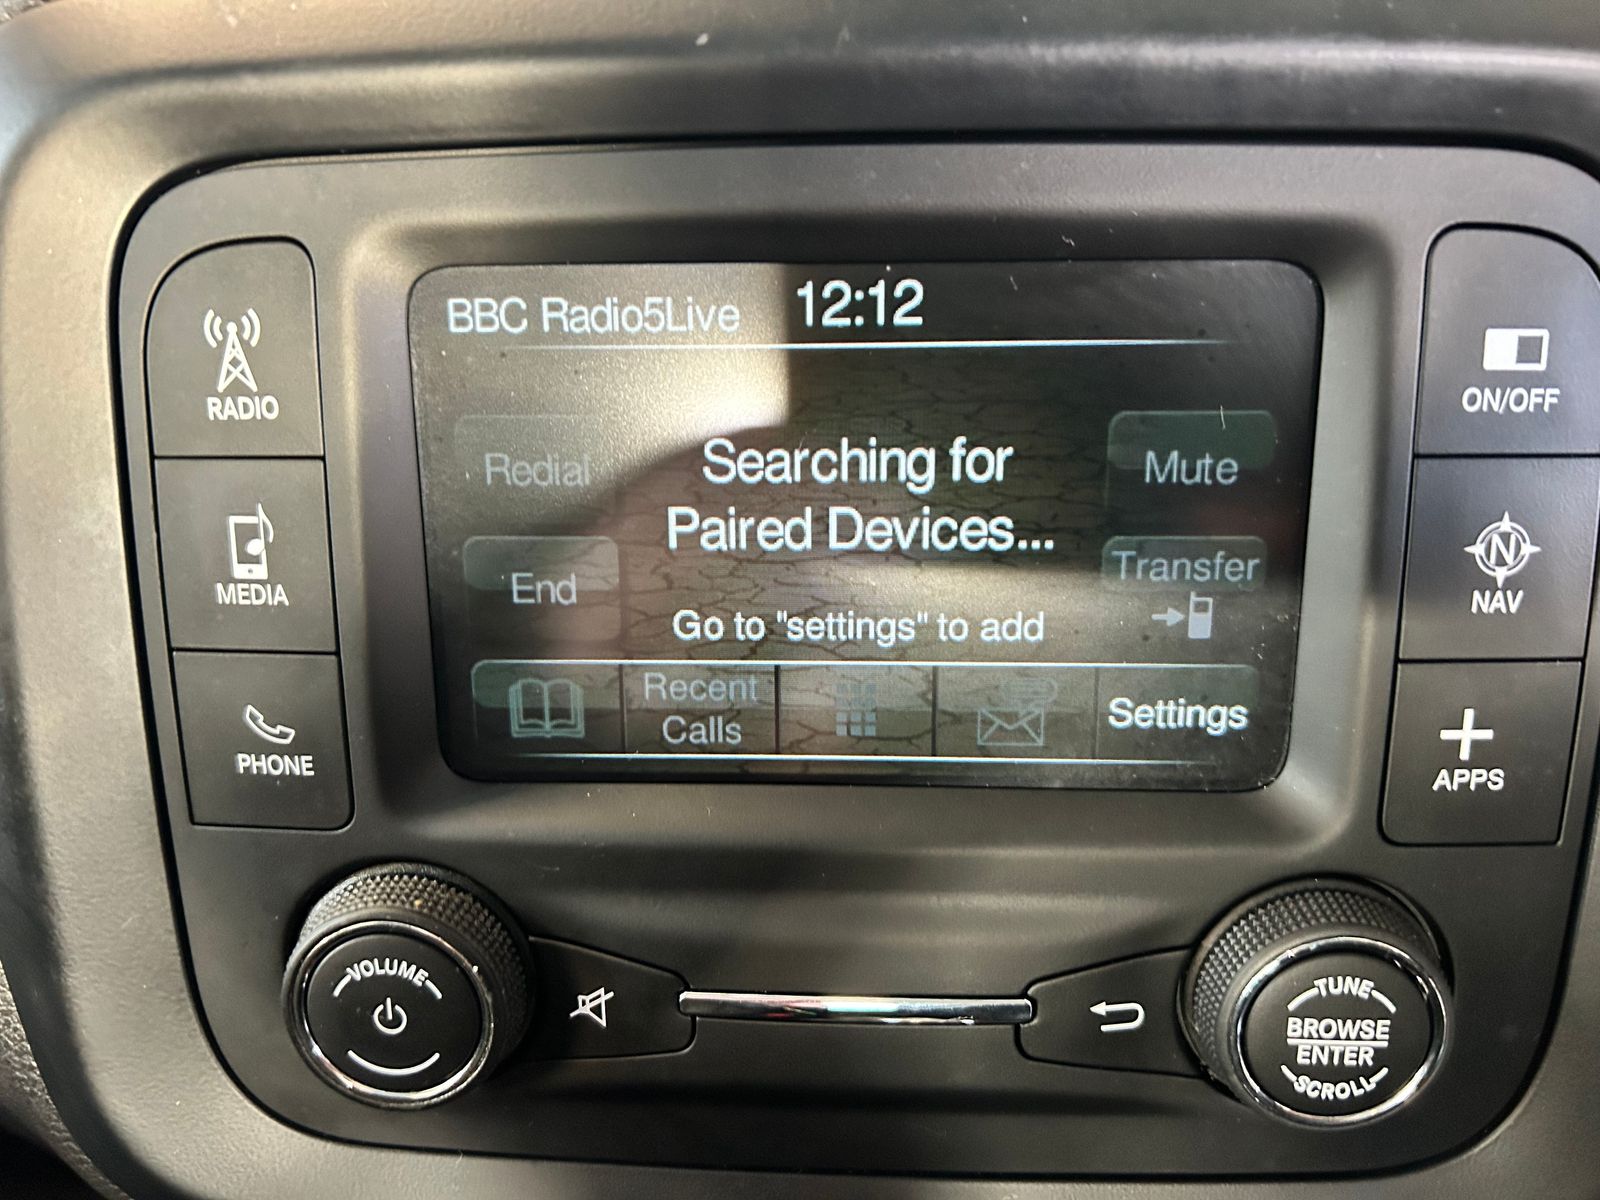 BBC Radio5Live 12:12
RADIO
ON/OFF
Redial
Searching for
Paired Devices...
Mute
MEDIA
End
Go to "settings" to add
Transfer
N
NAV
PHONE
Recent
Calls
Settings
APPS
VOLUME
TUNE
BROWSE
ENTER
SCROLL